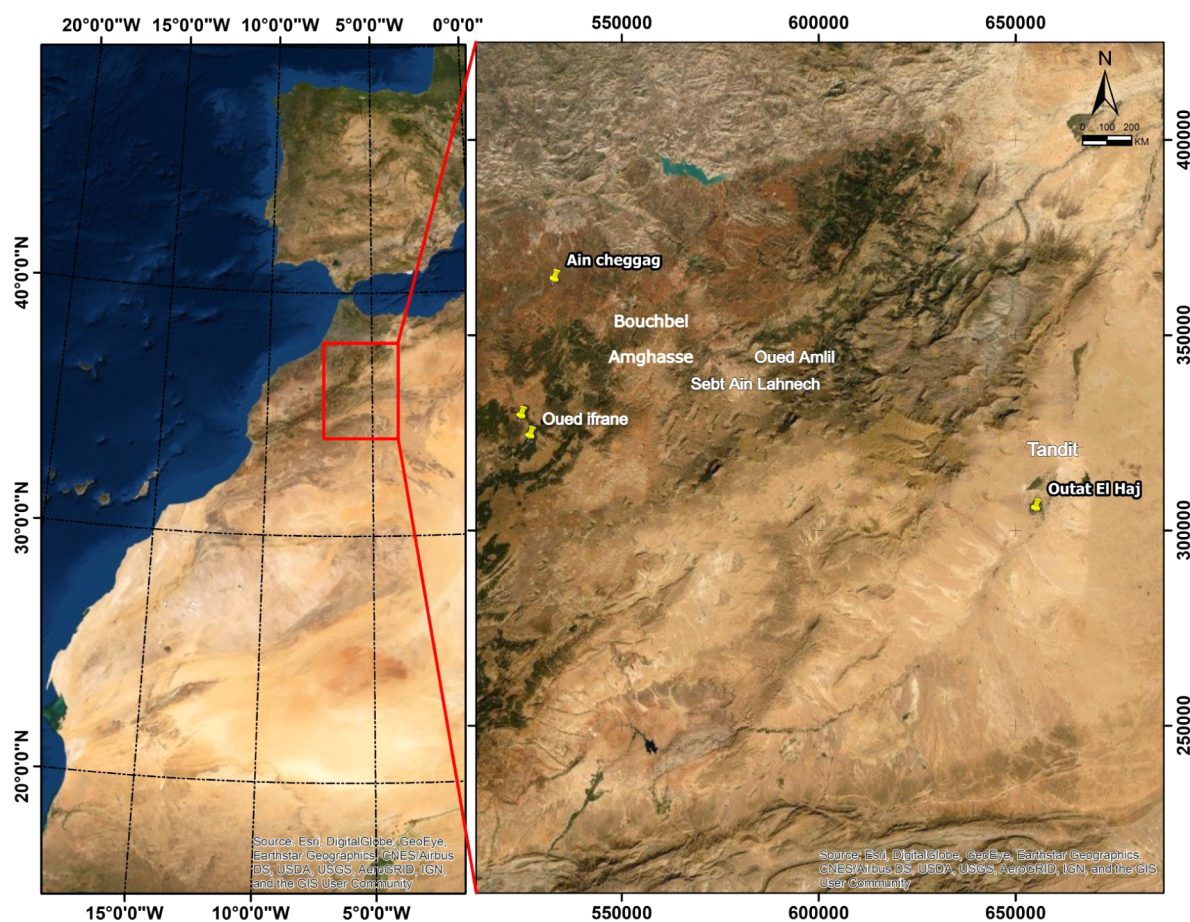 20°0'0"W 15°0'0"W 10°0'0"W 5°0'0"W 0°0'0"
550000 600000 650000
N
0 100 200
KM
400000
Ain cheggag
40°0'0"N
Bouchbel
350000
Amghasse
Oued Amlil
Sebt Ain Lahnech
Oued ifrane
Tandit
Outat El Haj
30°0'0"N
300000
250000
20°0'0"N
Source: Esri, DigitalGlobe, GeoEye,
Earthstar Geographics, CNES/Airbus
DS, USDA, USGS, AeroGRID, IGN,
and the GIS User Community
Source: Esri, DigitalGlobe, GeoEye, Earthstar Geographics,
CNES/Airbus DS, USDA, USGS, AeroGRID, IGN, and the GIS
User Community
15°0'0"W 10°0'0"W 5°0'0"W
550000 600000 650000